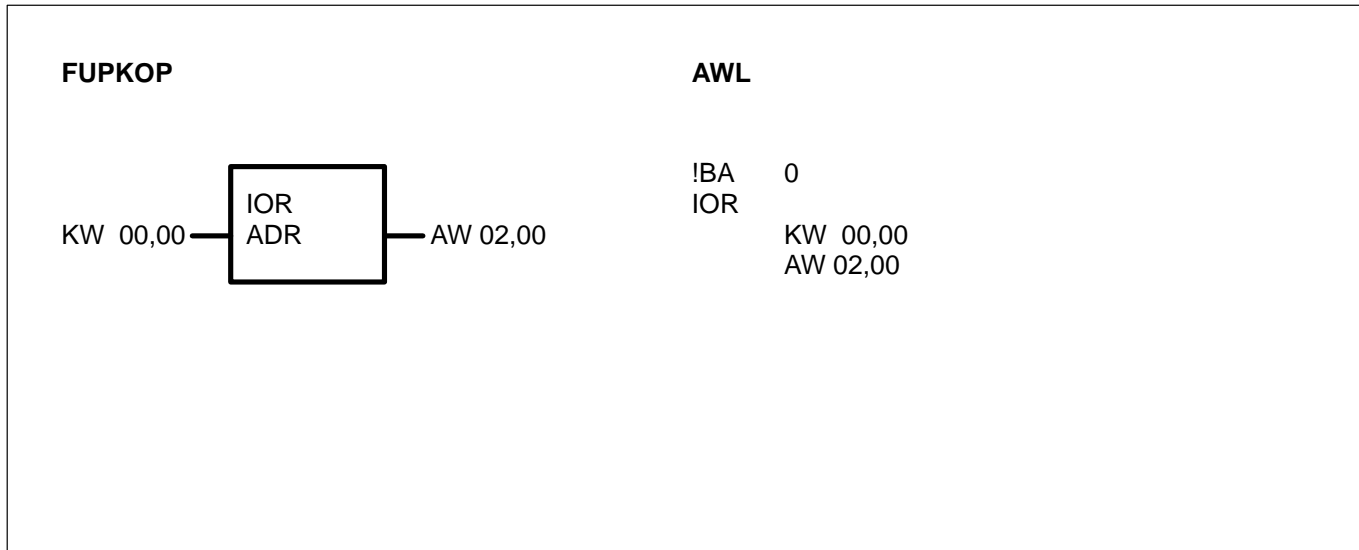 FUPKOP
AWL
IOR
KW 00,00 ADR AW 02,00
!BA 0
IOR
KW 00,00
AW 02,00